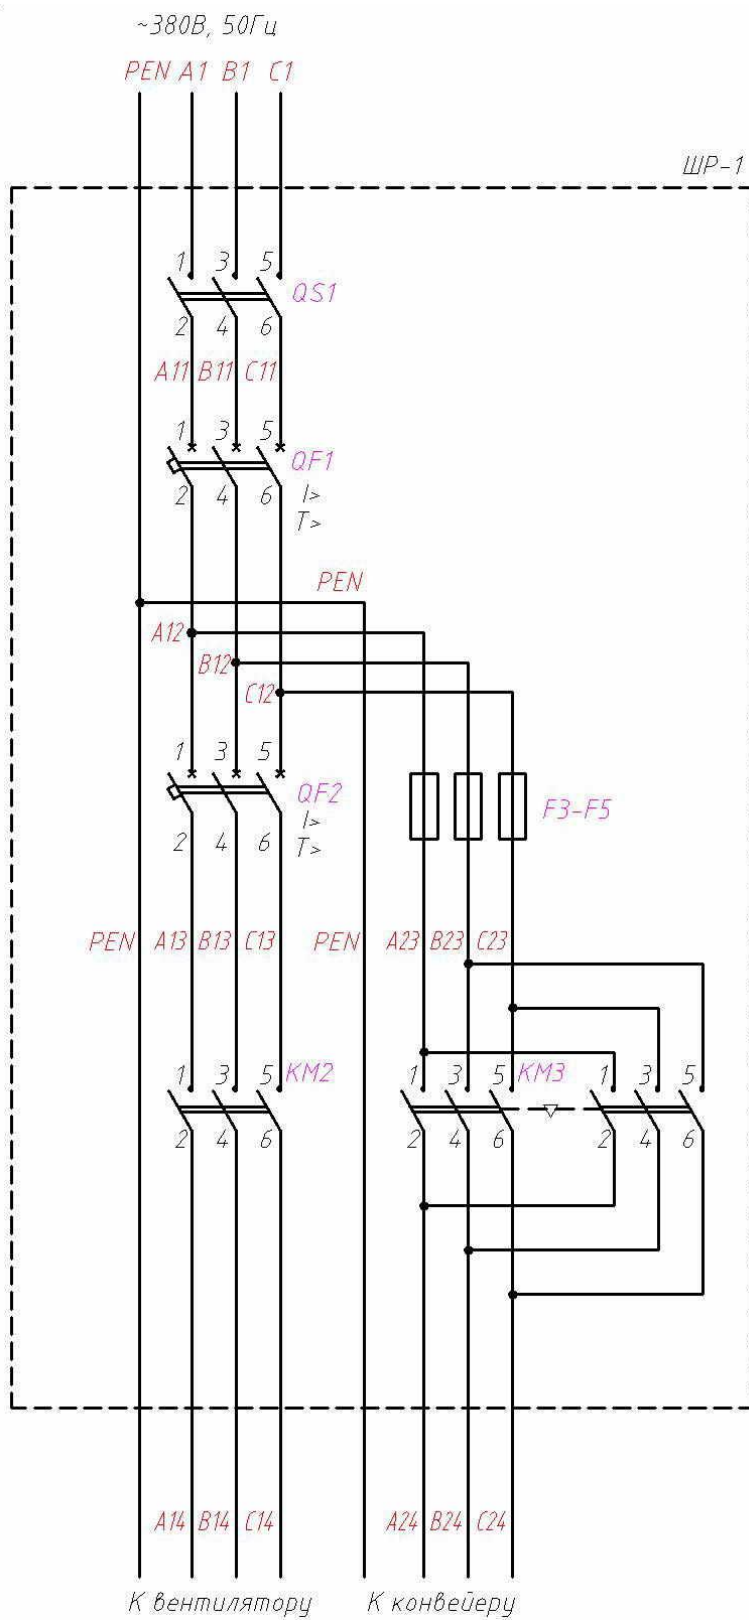 ~380В, 50Гц
PEN A1 B1 C1
ШР-1
1 3 5
QS1
2 4 6
A11 B11 C11
1 3 5
QF1
2 4 6
I>
T>
PEN
A12
B12
C12
1 3 5
QF2
I>
2 4 6
T>
F3-F5
PEN A13 B13 C13 PEN A23 B23 C23
1 3 5 KM2 1 3 5 KM3 1 3 5
2 4 6 2 4 6 2 4 6
A14 B14 C14 A24 B24 C24
К вентилятору К конвейеру